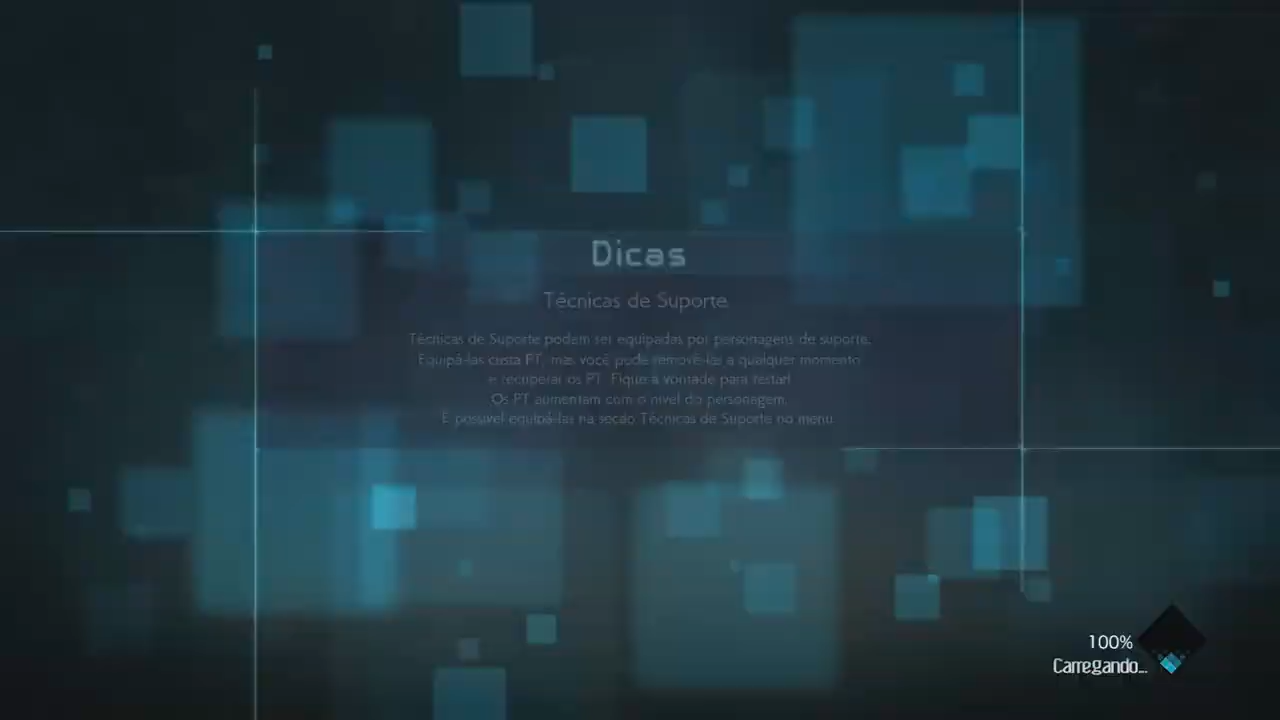 Dicas
Técnicas de Suporte
Técnicas de Suporte podem ser equipadas por personagens de suporte.
Equipá-las custa PT, mas você pode removê-las a qualquer momento
e recuperar os PT. Fique à vontade para testar!
Os PT aumentam com o nível do personagem.
É possível equipá-las na seção Técnicas de Suporte no menu.
100%
Carregando...